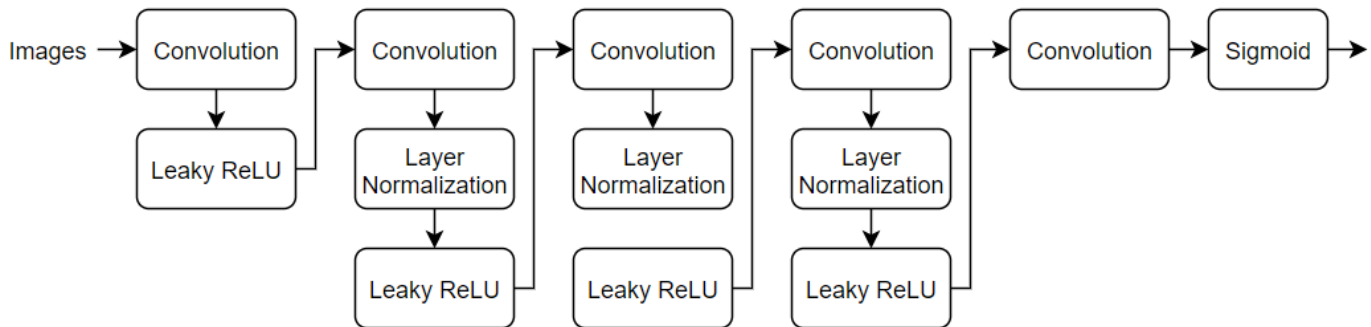 Images
Convolution
Leaky ReLU
Convolution
Layer
Normalization
Leaky ReLU
Convolution
Layer
Normalization
Leaky ReLU
Convolution
Layer
Normalization
Leaky ReLU
Convolution
Sigmoid